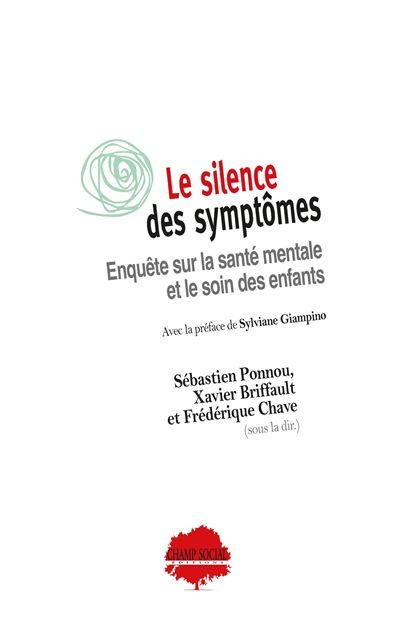 Le silence
des symptômes
Enquête sur la santé mentale
et le soin des enfants
Avec la préface de Sylviane Giampino
Sébastien Ponnou,
Xavier Briffault
et Frédérique Chave
(sous la dir.)
CHAMP SOCIAL
EDITIONS